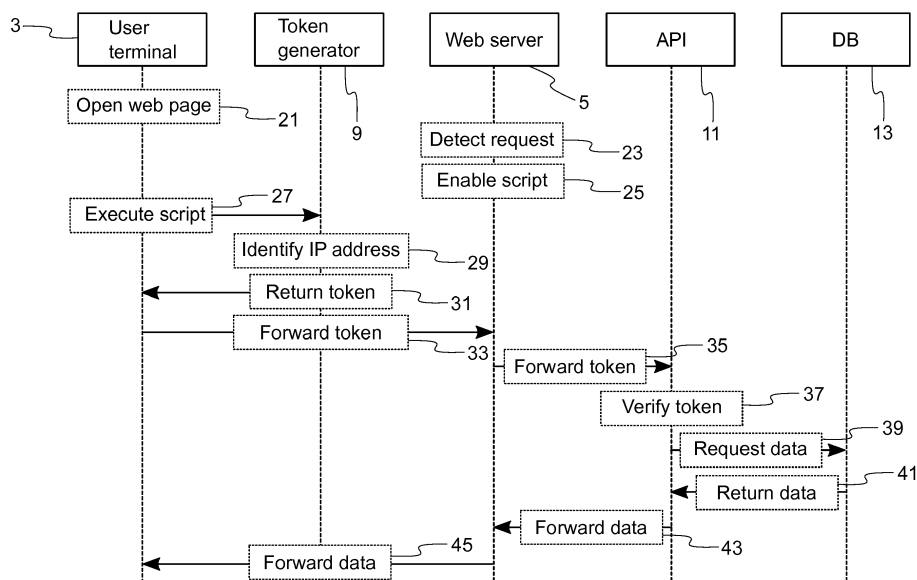 3
User
terminal
Token
generator
Web server
API
DB
Open web page
21
9
5
11
13
Detect request
23
Enable script
25
27
Execute script
Identify IP address
29
Return token
31
Forward token
33
35
Forward token
37
Verify token
39
Request data
41
Return data
Forward data
43
45
Forward data